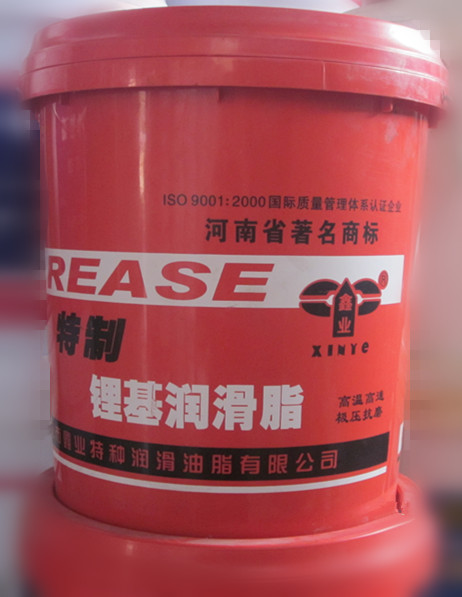 ISO 9001:2000国际质量管理体系认证企业
河南省著名商标
REASE
鑫业
XINYe
®
特制
锂基润滑脂
高温高速
极压抗磨
鑫业特种润滑油脂有限公司